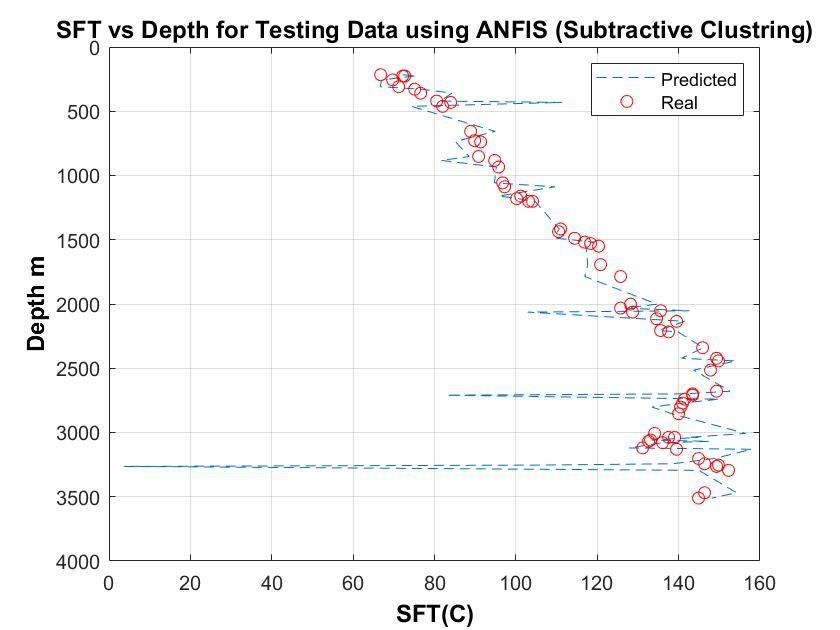 SFT vs Depth for Testing Data using ANFIS (Subtractive Clustring)
0
500
1000
1500
2000
2500
3000
3500
4000
Depth m
Predicted
Real
0 20 40 60 80 100 120 140 160
SFT(C)